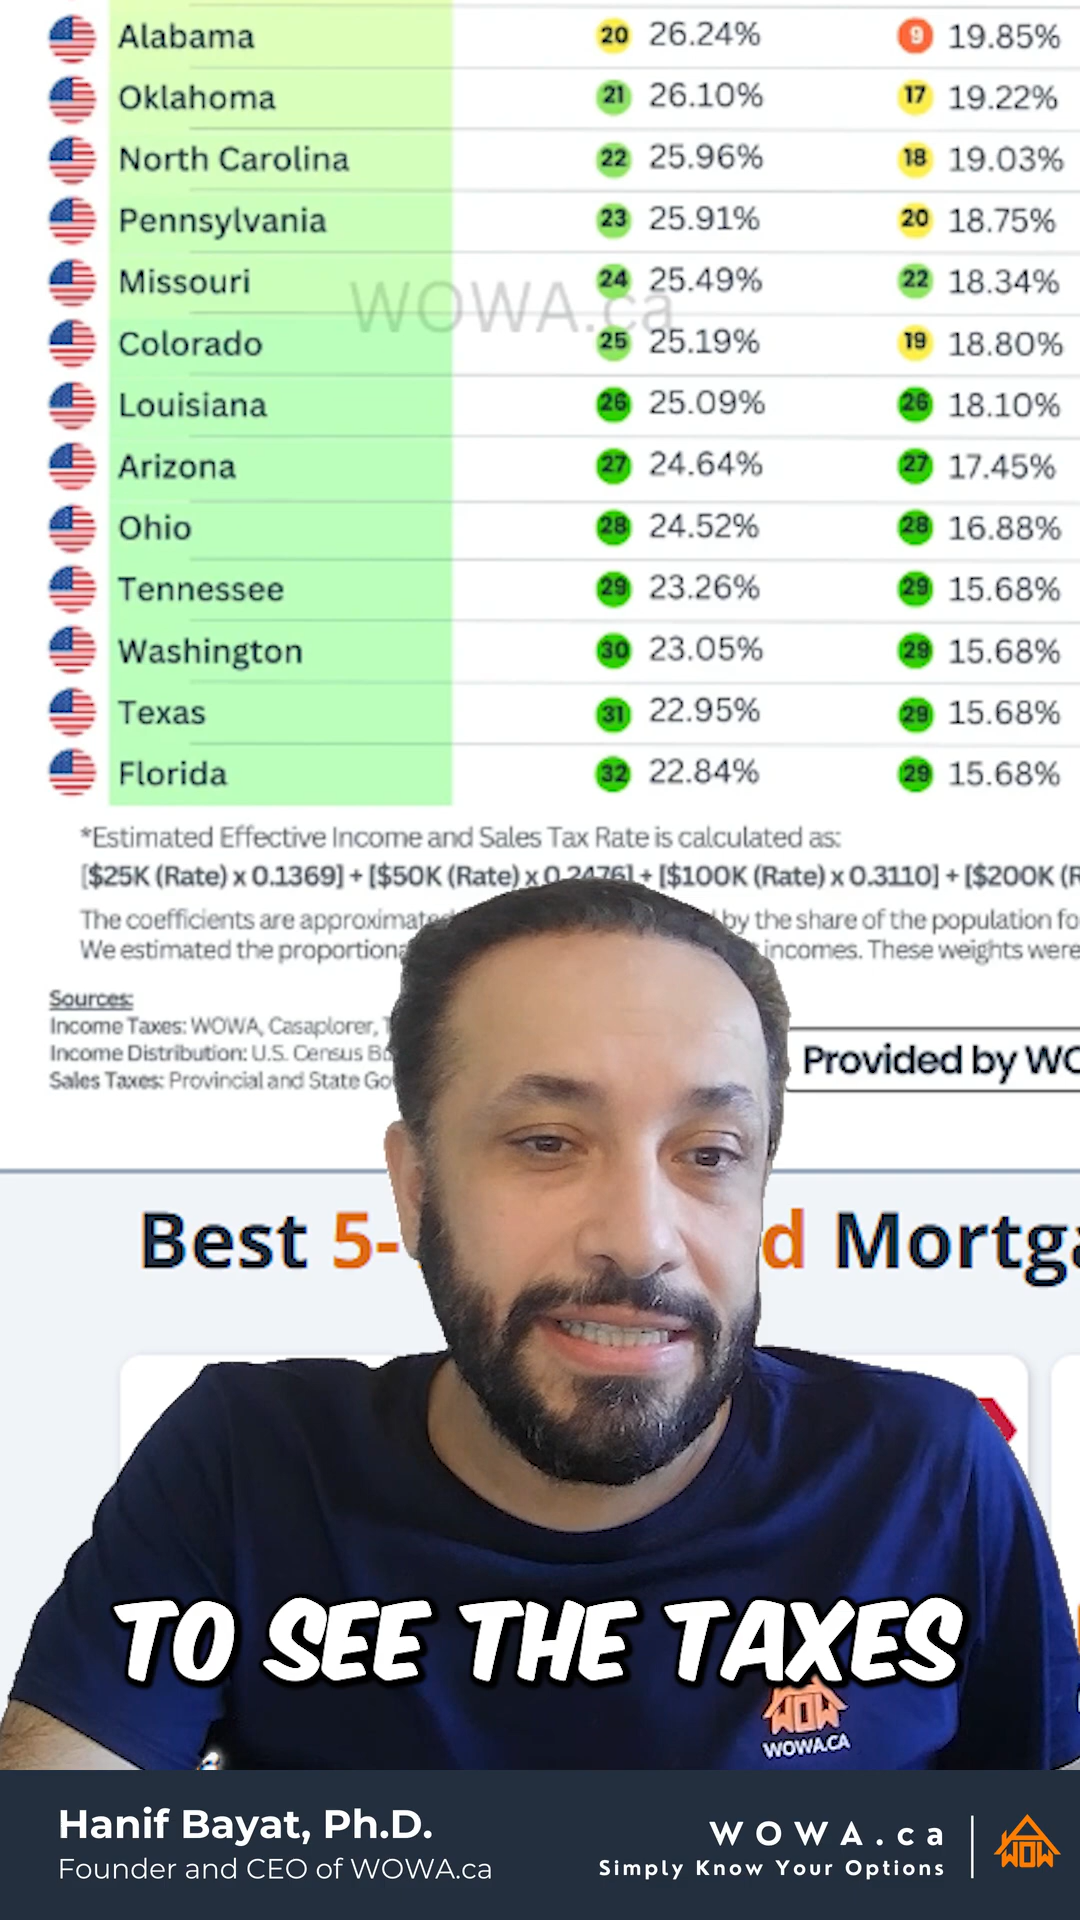 Alabama 20 26.24% 9 19.85%
Oklahoma 21 26.10% 17 19.22%
North Carolina 22 25.96% 18 19.03%
Pennsylvania 23 25.91% 20 18.75%
Missouri 24 25.49% 22 18.34%
WOWA.ca
Colorado 25 25.19% 19 18.80%
Louisiana 26 25.09% 26 18.10%
Arizona 27 24.64% 27 17.45%
Ohio 28 24.52% 28 16.88%
Tennessee 29 23.26% 29 15.68%
Washington 30 23.05% 29 15.68%
Texas 31 22.95% 29 15.68%
Florida 32 22.84% 29 15.68%
*Estimated Effective Income and Sales Tax Rate is calculated as:
[$25K (Rate) x 0.1369] + [$50K (Rate) x 0.2476] + [$100K (Rate) x 0.3110] + [$200K (R
The coefficients are approximated by the share of the population fo
We estimated the proportion incomes. These weights were
Sources:
Income Taxes: WOWA, Casaplorer,
Income Distribution: U.S. Census
Sales Taxes: Provincial and State
Provided by WO
Best 5- d Mortga
TO SEE THE TAXES
WOW
WOWA.CA
Hanif Bayat, Ph.D.
Founder and CEO of WOWA.ca
WOWA.ca
Simply Know Your Options
WOW